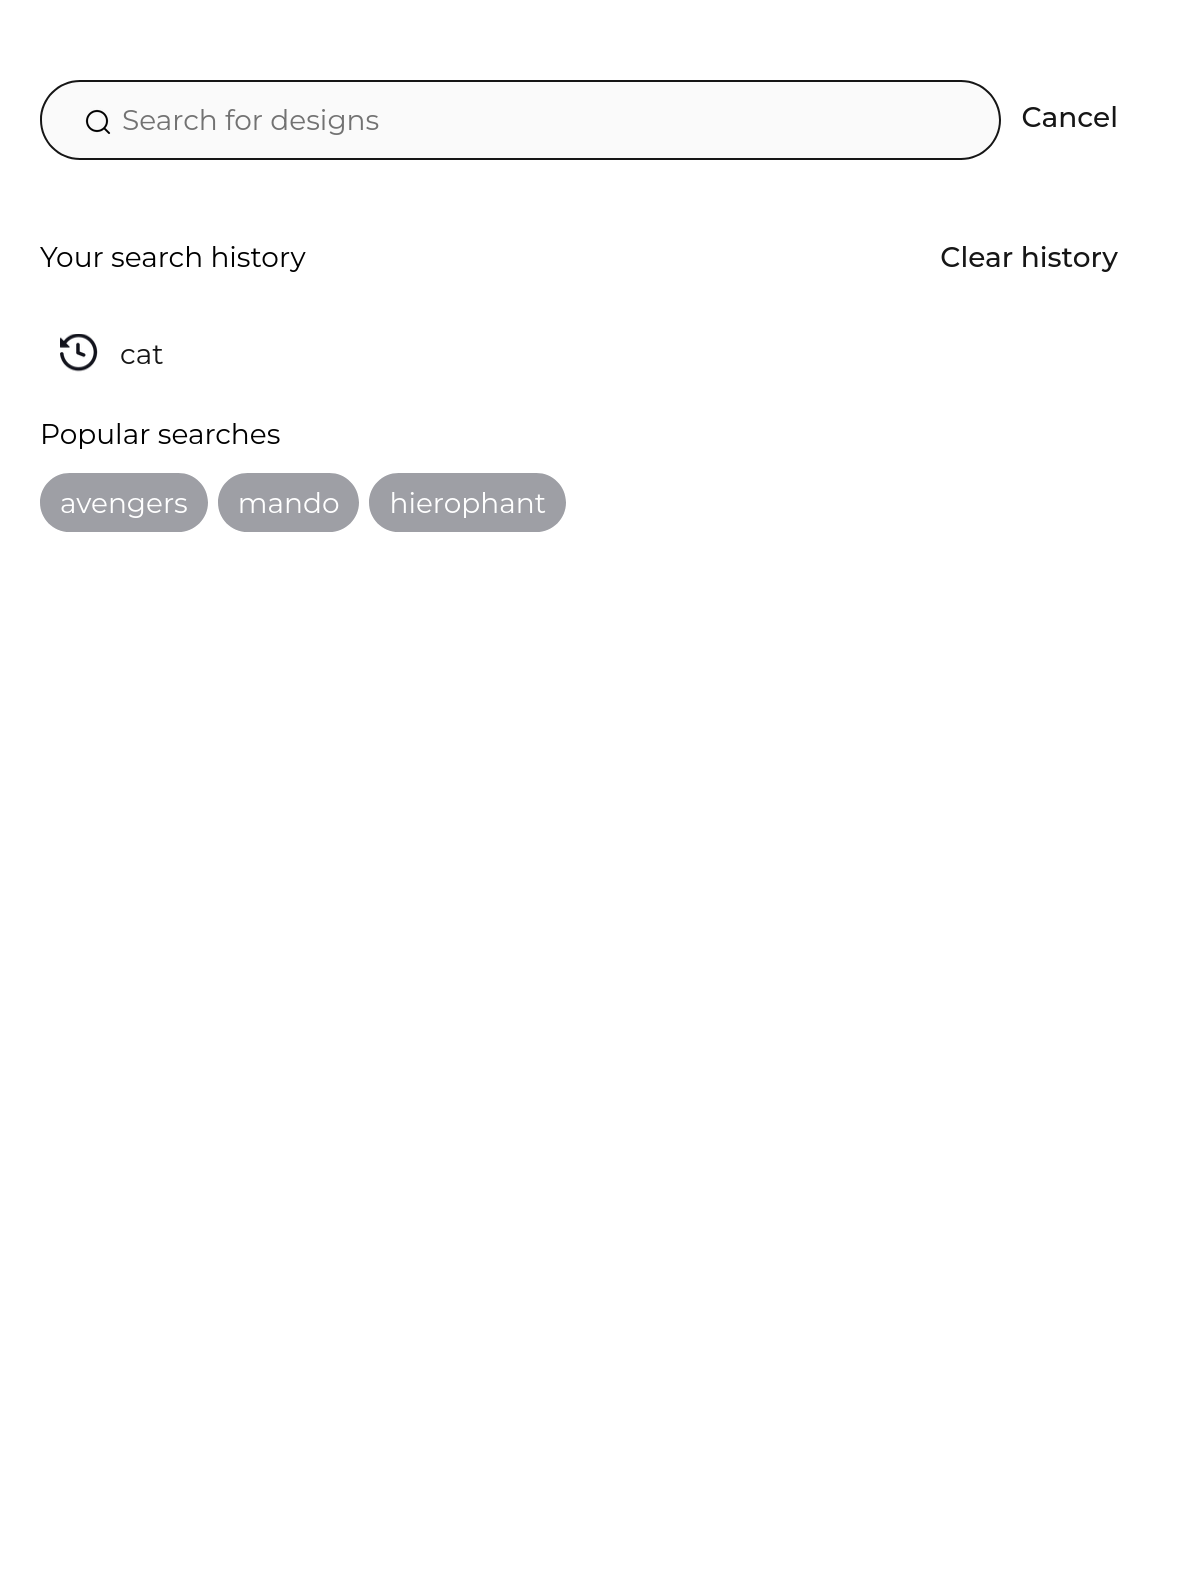 Search for designs
Cancel
Your search history
Clear history
cat
Popular searches
avengers
mando
hierophant